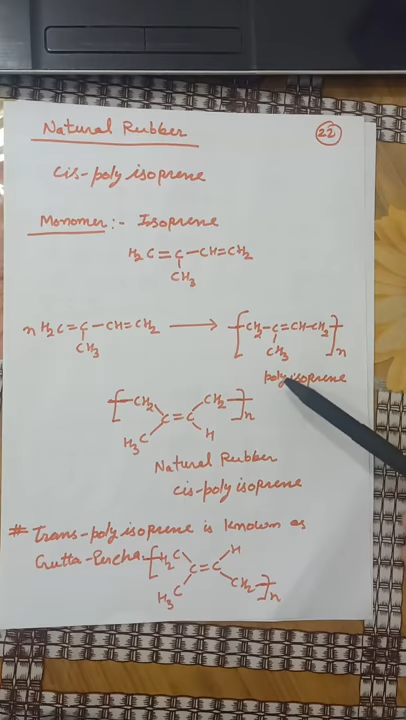 Natural Rubber
22
cis-poly isoprene
Monomer:- Isoprene
H2C=C-CH=CH2
CH3
n H2C=C-CH=CH2 → [CH2-C=CH-CH2]n
CH3 CH3
poly isoprene
[CH2 CH2]n
C=C
H3C H
Natural Rubber
cis-poly isoprene
# Trans-poly isoprene is known as
Gutta-Percha [H2C H
C=C
H3C CH2]n